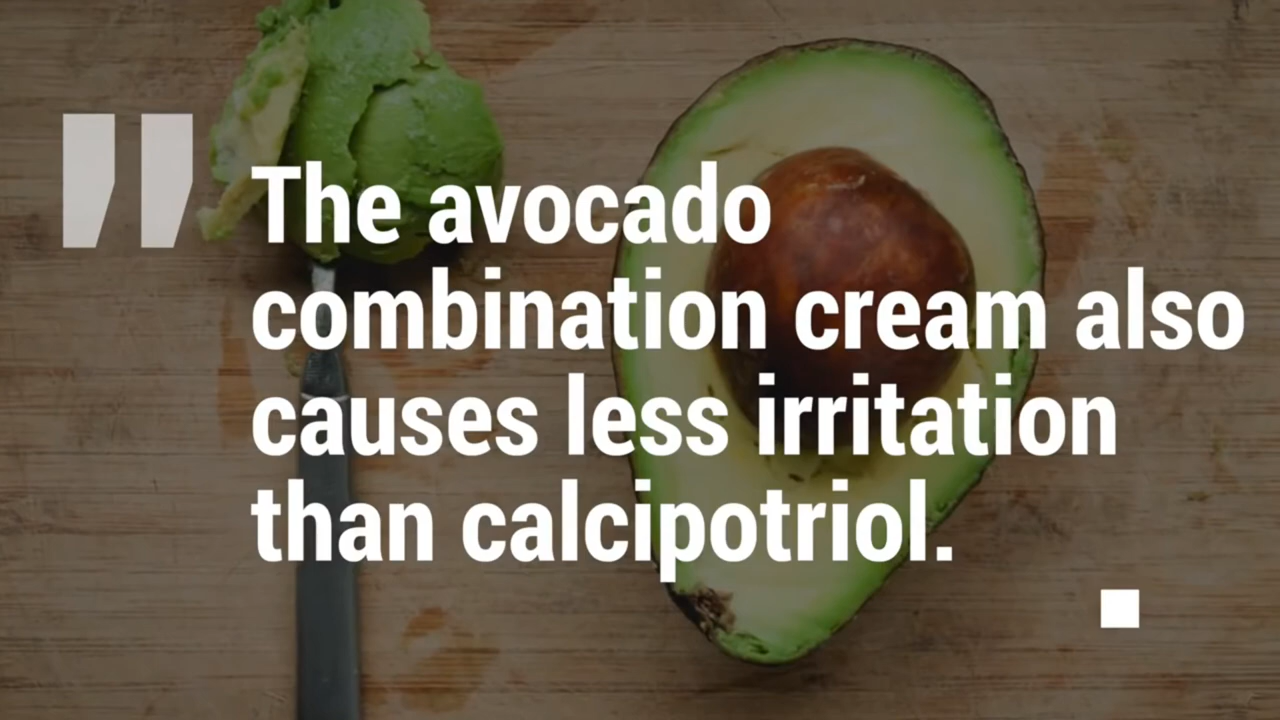 "
The avocado
combination cream also
causes less irritation
than calcipotriol.